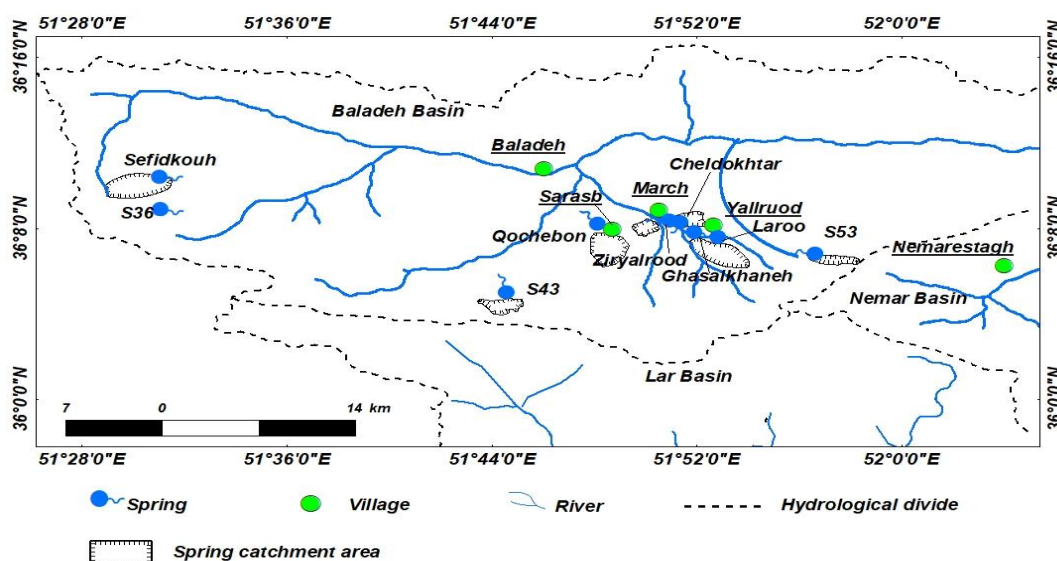 51°28'0"E 51°36'0"E 51°44'0"E 51°52'0"E 52°0'0"E
36°16'0"N 36°16'0"N
Baladeh Basin
Baladeh
Cheldokhtar
Sefidkouh
March
Sarasb
Yallruod
S36
Laroo
36°8'0"N 36°8'0"N
Qochebon
S53
Ziryalrood
Nemarestagh
Ghasalkhaneh
S43
Nemar Basin
Lar Basin
36°0'0"N 36°0'0"N
7 0 14 km
51°28'0"E 51°36'0"E 51°44'0"E 51°52'0"E 52°0'0"E
Spring Village River Hydrological divide
Spring catchment area